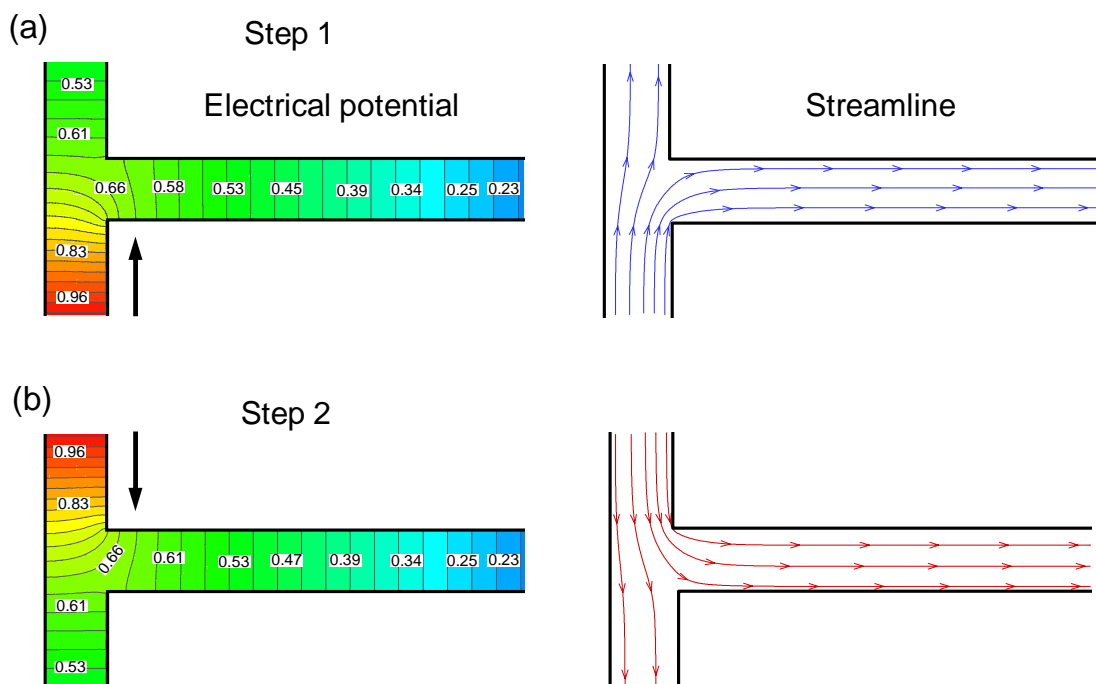 (a)
Step 1
Electrical potential
Streamline
0.53
0.61
0.66 0.58 0.53 0.45 0.39 0.34 0.25 0.23
0.83
0.96
(b)
Step 2
0.96
0.83
0.66 0.61 0.53 0.47 0.39 0.34 0.25 0.23
0.61
0.53